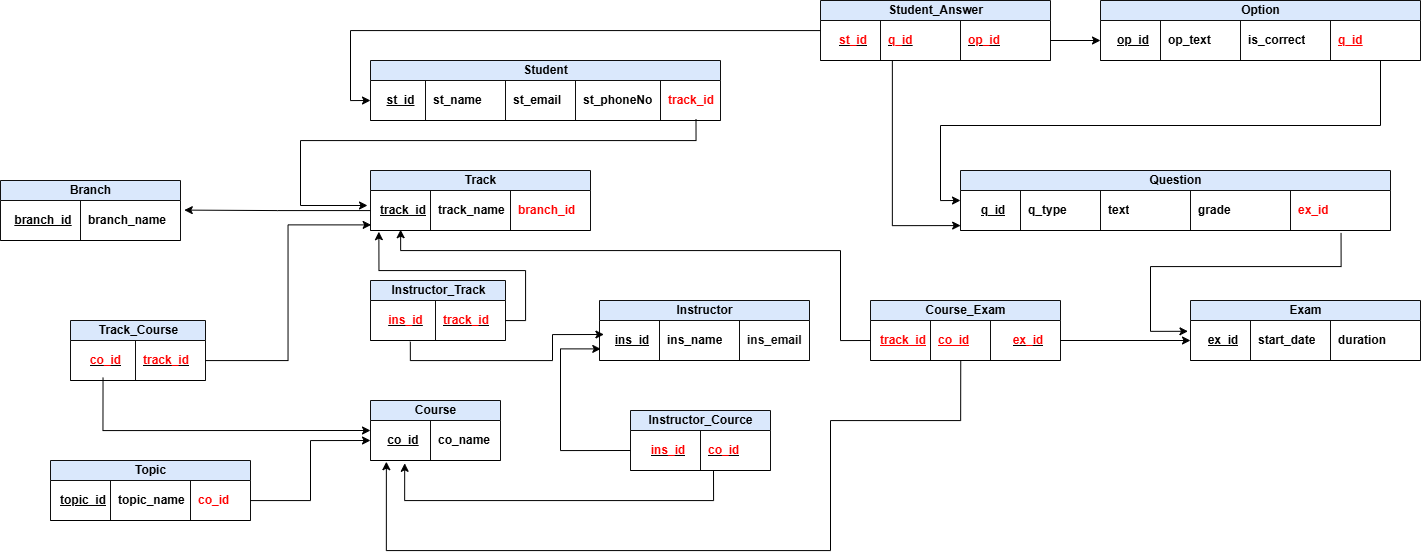 Student_Answer
st_id q_id op_id
Option
op_id op_text is_correct q_id
Student
st_id st_name st_email st_phoneNo track_id
Branch
branch_id branch_name
Track
track_id track_name branch_id
Question
q_id q_type text grade ex_id
Instructor_Track
ins_id track_id
Instructor
ins_id ins_name ins_email
Course_Exam
track_id co_id ex_id
Exam
ex_id start_date duration
Track_Course
co_id track_id
Course
co_id co_name
Instructor_Cource
ins_id co_id
Topic
topic_id topic_name co_id